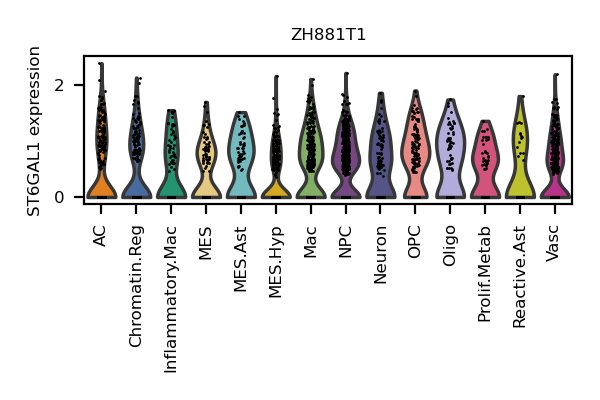 ZH881T1
ST6GAL1 expression
2
0
AC
Chromatin.Reg
Inflammatory.Mac
MES
MES.Ast
MES.Hyp
Mac
NPC
Neuron
OPC
Oligo
Prolif.Metab
Reactive.Ast
Vasc